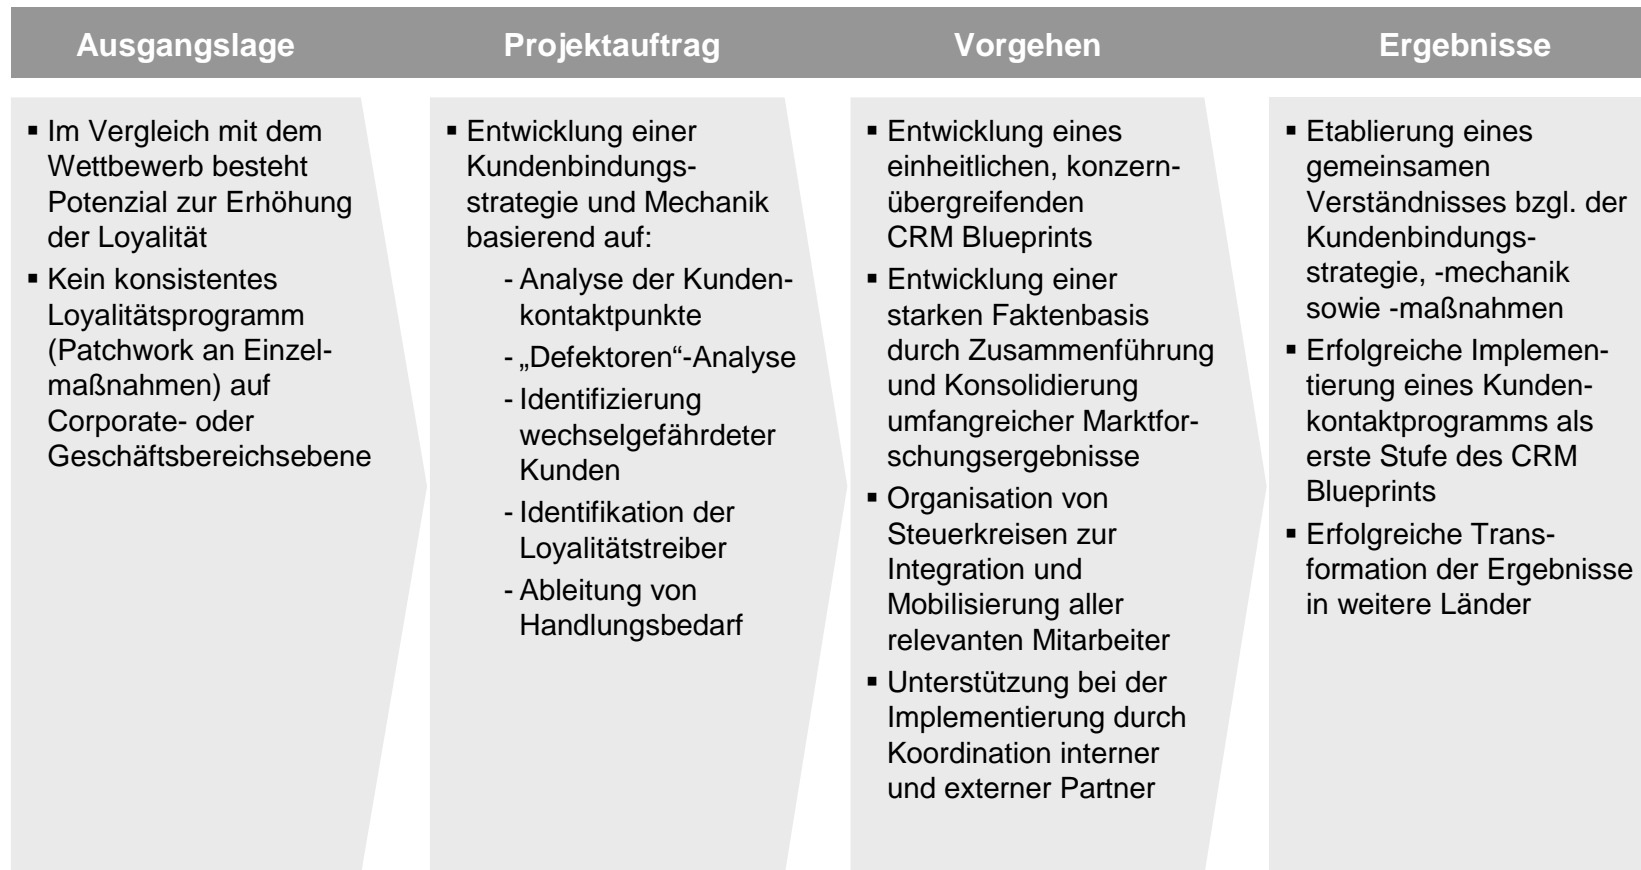 Ausgangslage
Projektauftrag
Vorgehen
Ergebnisse
▪ Im Vergleich mit dem
Wettbewerb besteht
Potenzial zur Erhöhung
der Loyalität
▪ Kein konsistentes
Loyalitätsprogramm
(Patchwork an Einzel-
maßnahmen) auf
Corporate- oder
Geschäftsbereichsebene
▪ Entwicklung einer
Kundenbindungs-
strategie und Mechanik
basierend auf:
- Analyse der Kunden-
kontaktpunkte
- „Defektoren“-Analyse
- Identifizierung
wechselgefährdeter
Kunden
- Identifikation der
Loyalitätstreiber
- Ableitung von
Handlungsbedarf
▪ Entwicklung eines
einheitlichen, konzern-
übergreifenden
CRM Blueprints
▪ Entwicklung einer
starken Faktenbasis
durch Zusammenführung
und Konsolidierung
umfangreicher Marktfor-
schungsergebnisse
▪ Organisation von
Steuerkreisen zur
Integration und
Mobilisierung aller
relevanten Mitarbeiter
▪ Unterstützung bei der
Implementierung durch
Koordination interner
und externer Partner
▪ Etablierung eines
gemeinsamen
Verständnisses bzgl. der
Kundenbindungs-
strategie, -mechanik
sowie -maßnahmen
▪ Erfolgreiche Implemen-
tierung eines Kunden-
kontaktprogramms als
erste Stufe des CRM
Blueprints
▪ Erfolgreiche Trans-
formation der Ergebnisse
in weitere Länder